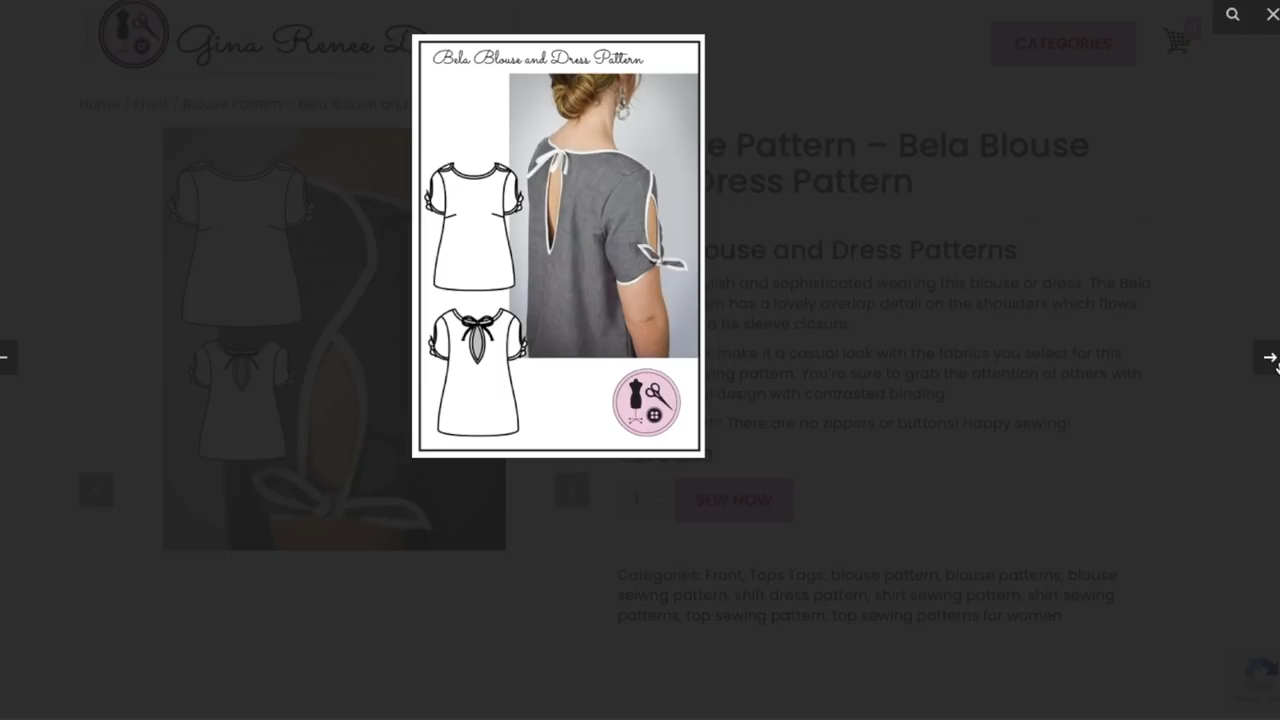 Gina Renee D
CATEGORIES
Home / Front / Blouse Pattern – Bela Blouse and
Bela Blouse and Dress Pattern
e Pattern – Bela Blouse
Dress Pattern
ouse and Dress Patterns
lish and sophisticated wearing this blouse or dress. The Bela
rn has a lovely overlap detail on the shoulders which flows
tie sleeve closure.
make it a casual look with the fabrics you select for this
ing pattern. You're sure to grab the attention of others with
l design with contrasted binding.
There are no zippers or buttons! Happy sewing!
1
SEW NOW
Categories: Front, Tops Tags: blouse pattern, blouse patterns, blouse
seiwng pattern, shift dress pattern, shirt sewing pattern, shirt sewing
patterns, top sewing pattern, top sewing patterns for women